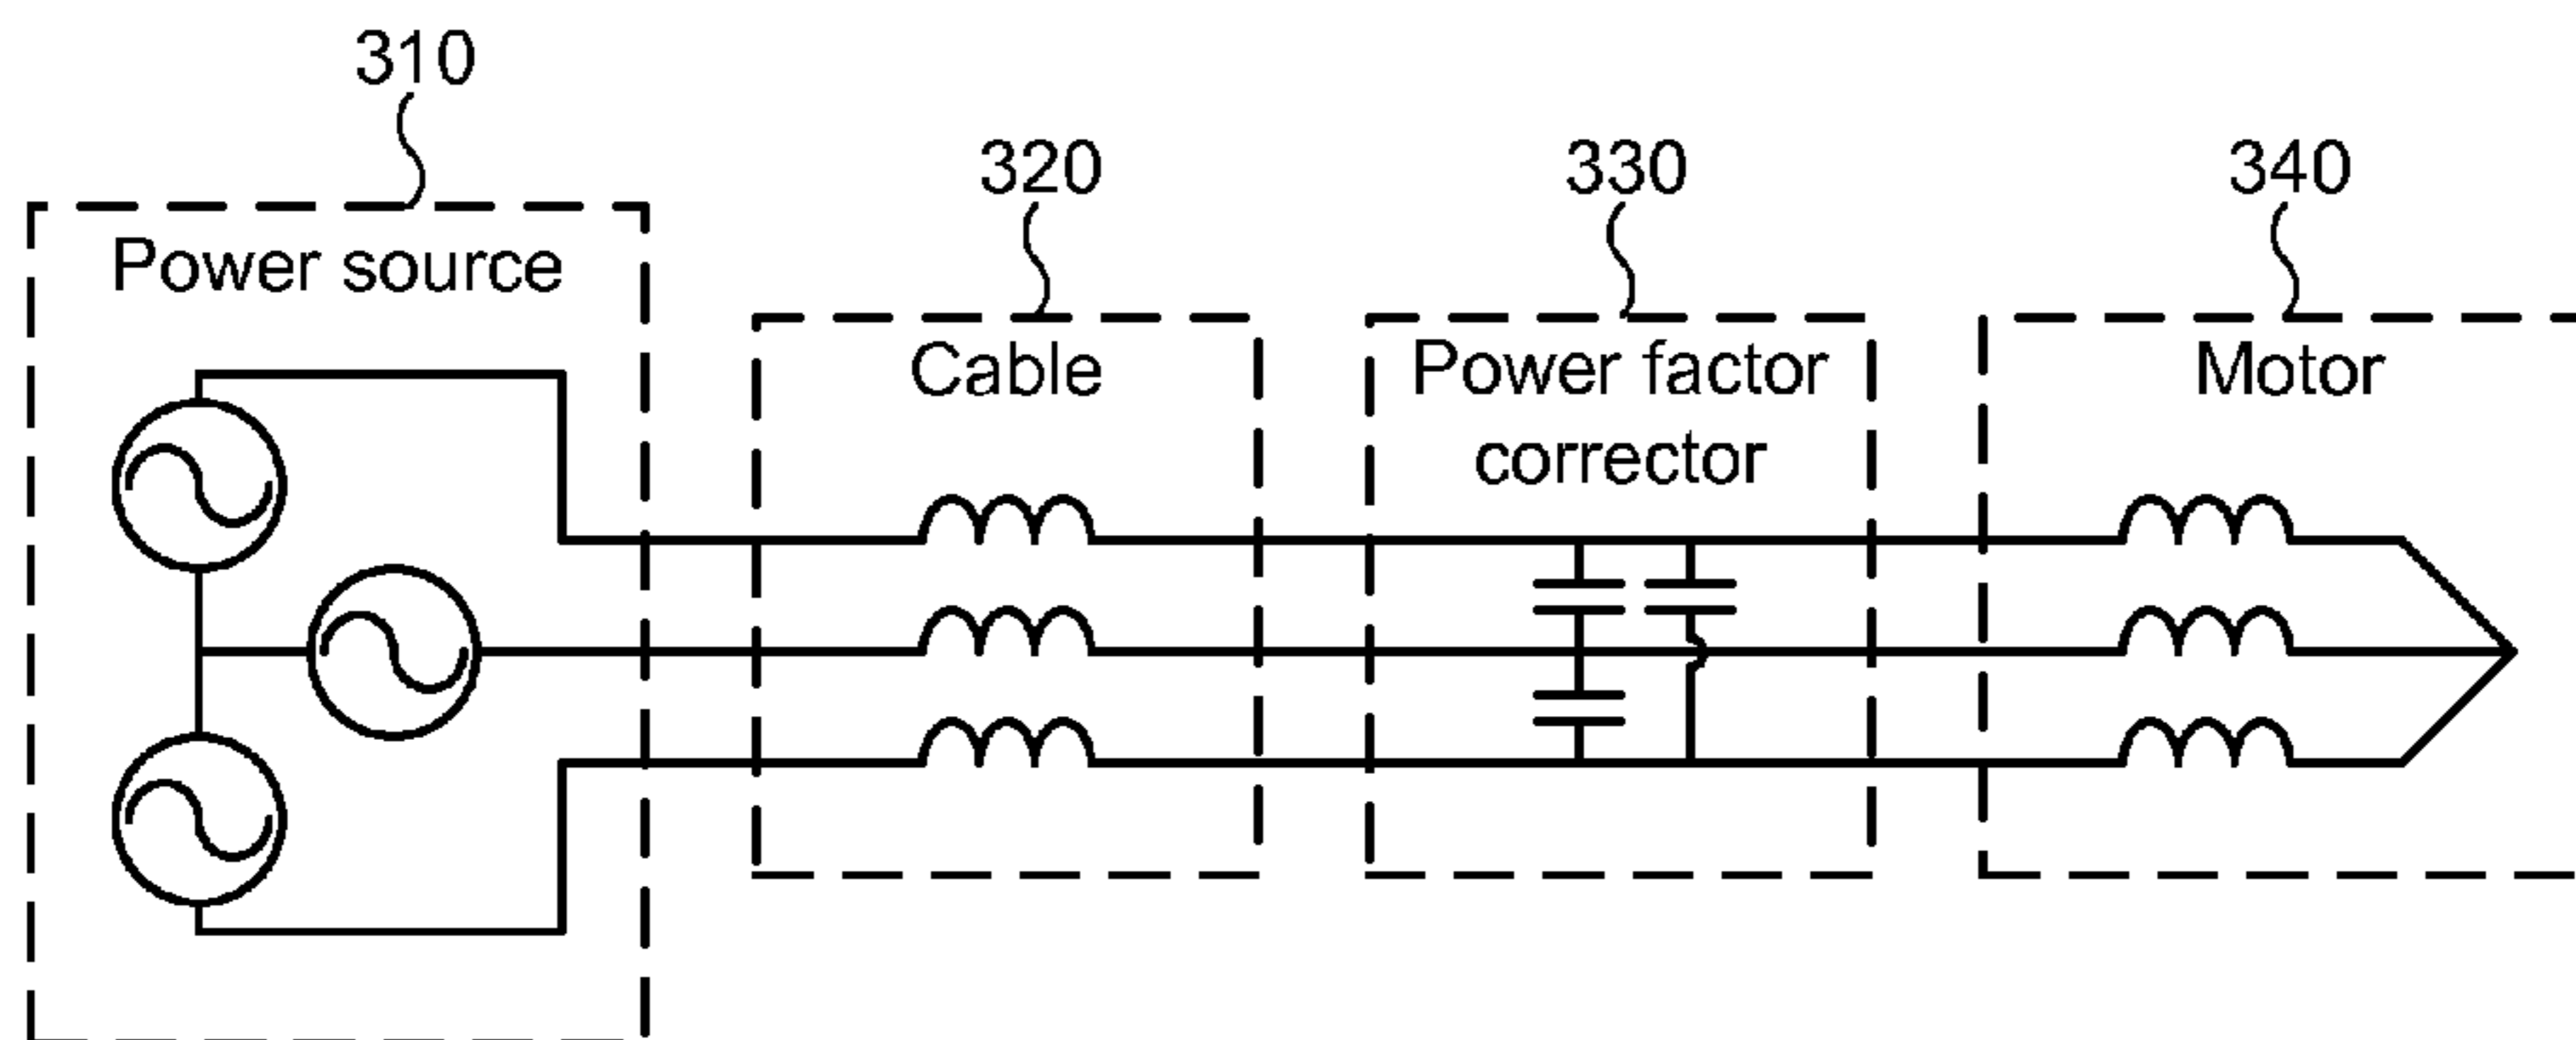 310
320
330
340
Power source
Cable
Power factor
corrector
Motor